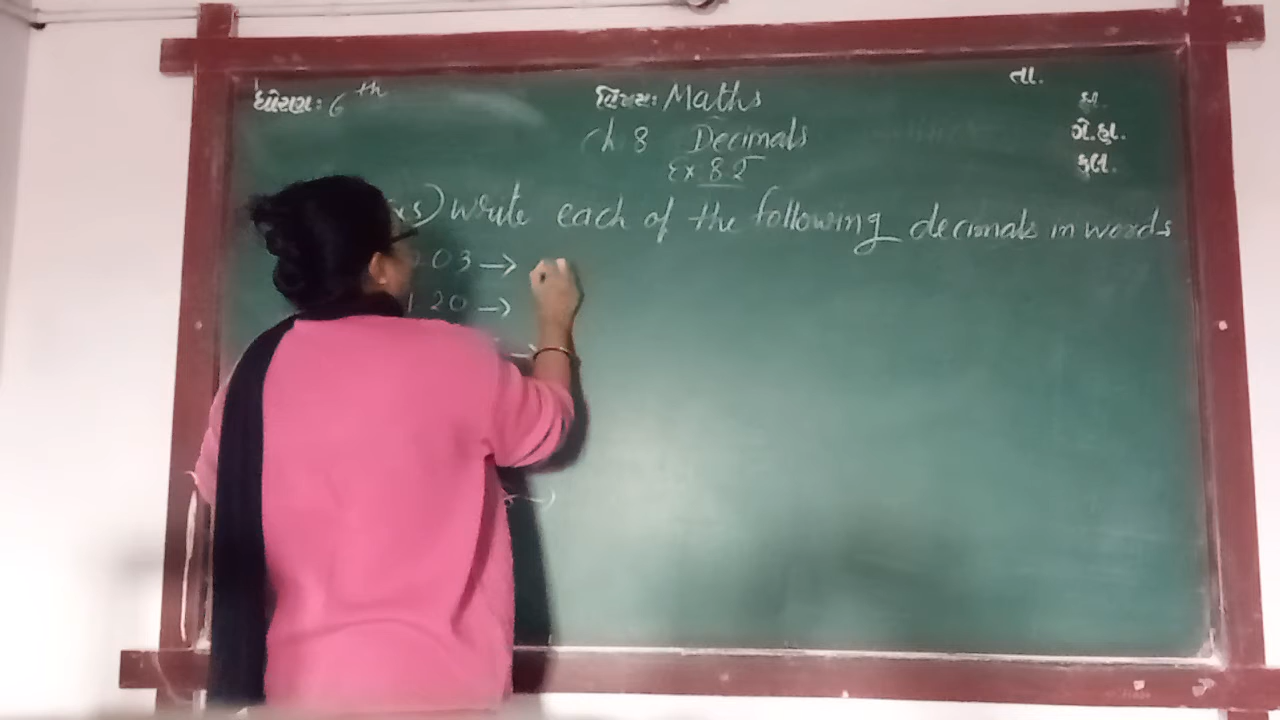 ધોરણ: 6th
વિષય: Maths
તા.
Ch 8 Decimals
Ex 8.2
હા.
ગે.હા.
કુલ.
write each of the following decimals in words
03 →
1.20 →
→
→